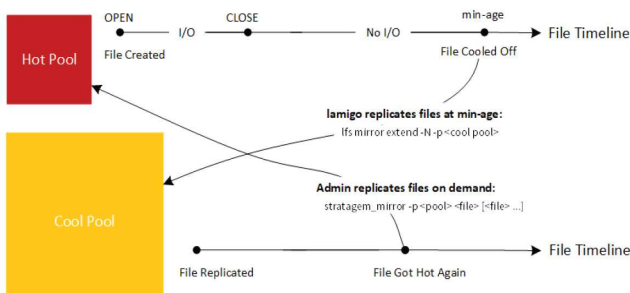 OPEN
CLOSE
min-age
I/O
No I/O
File Timeline
File Created
File Cooled Off
Hot Pool
lamigo replicates files at min-age:
lfs mirror extend -N -p <cool pool>
Admin replicates files on demand:
stratagem_mirror -p <pool> <file> [<file> ...]
Cool Pool
File Timeline
File Replicated
File Got Hot Again